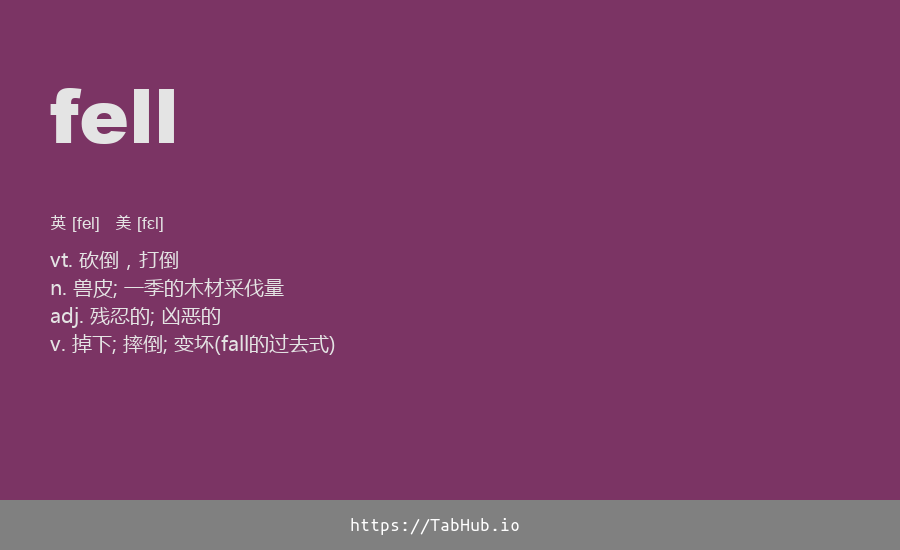 fell
英 [fel] 美 [fɛl]
vt. 砍倒，打倒
n. 兽皮; 一季的木材采伐量
adj. 残忍的; 凶恶的
v. 掉下; 摔倒; 变坏(fall的过去式)
https://TabHub.io